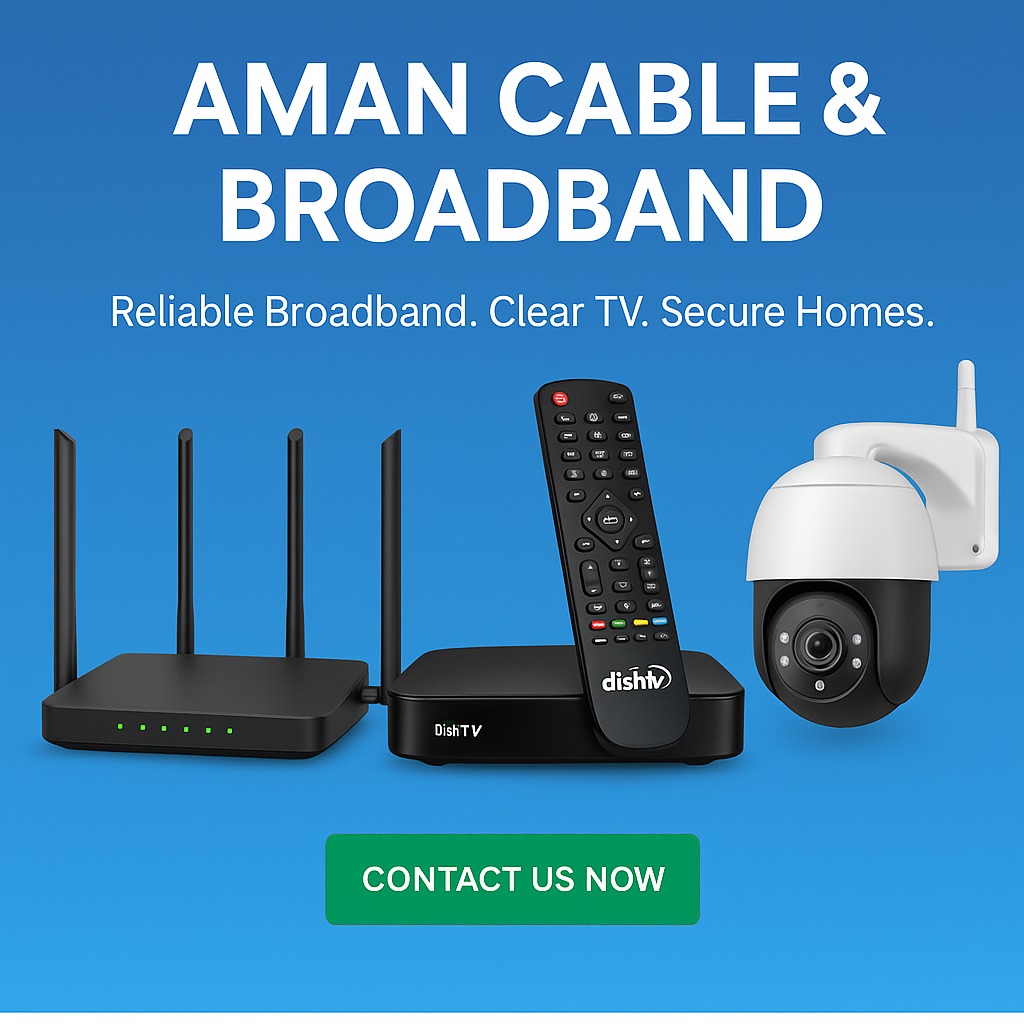 AMAN CABLE &
BROADBAND
Reliable Broadband. Clear TV. Secure Homes.
dishtv
DishTV
CONTACT US NOW